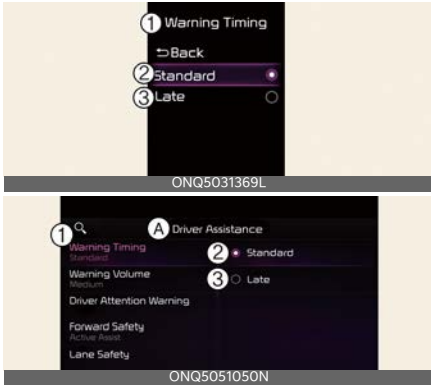 ① Warning Timing
Back
② Standard
③ Late
ONQ5031369L
Ⓐ Driver Assistance
① Warning Timing
Standard
② Standard
Warning Volume
Medium
③ Late
Driver Attention Warning
Forward Safety
Active Assist
Lane Safety
ONQ5051050N